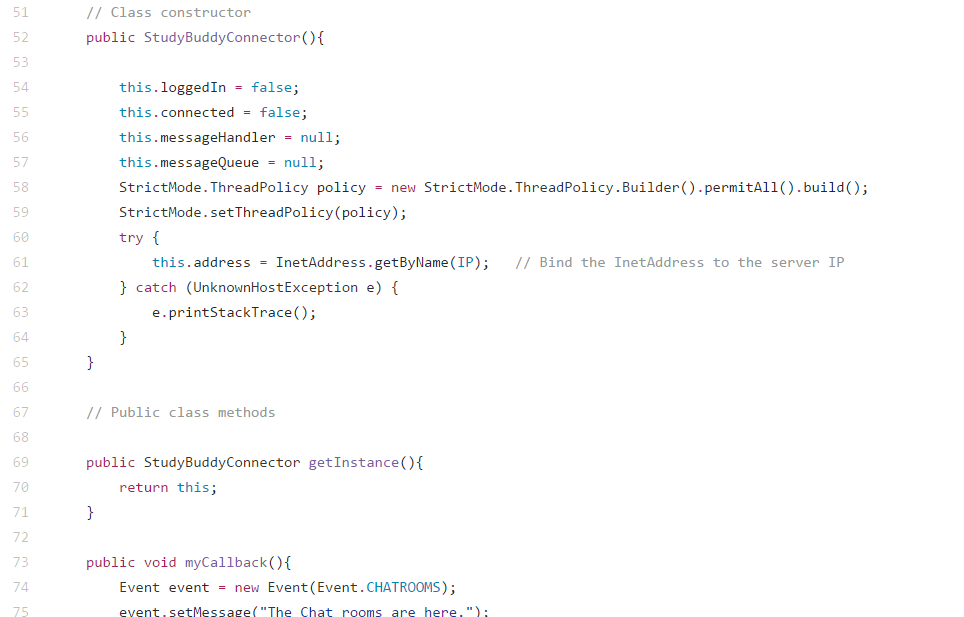 51 // Class constructor
52 public StudyBuddyConnector(){
53
54 this.loggedIn = false;
55 this.connected = false;
56 this.messageHandler = null;
57 this.messageQueue = null;
58 StrictMode.ThreadPolicy policy = new StrictMode.ThreadPolicy.Builder().permitAll().build();
59 StrictMode.setThreadPolicy(policy);
60 try {
61 this.address = InetAddress.getByName(IP); // Bind the InetAddress to the server IP
62 } catch (UnknownHostException e) {
63 e.printStackTrace();
64 }
65 }
66
67 // Public class methods
68
69 public StudyBuddyConnector getInstance(){
70 return this;
71 }
72
73 public void myCallback(){
74 Event event = new Event(Event.CHATROOMS);
75 event.setMessage("The Chat rooms are here.");